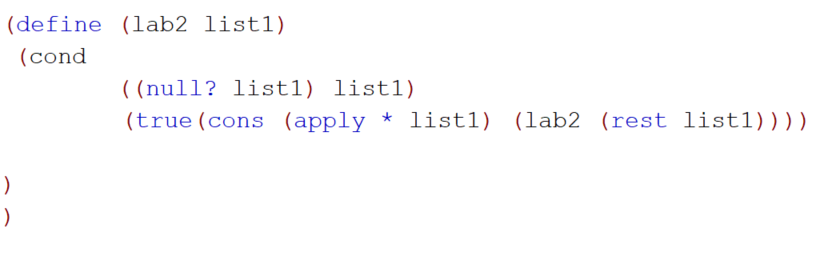 (define (lab2 list1)
(cond
((null? list1) list1)
(true(cons (apply * list1) (lab2 (rest list1))))
)
)